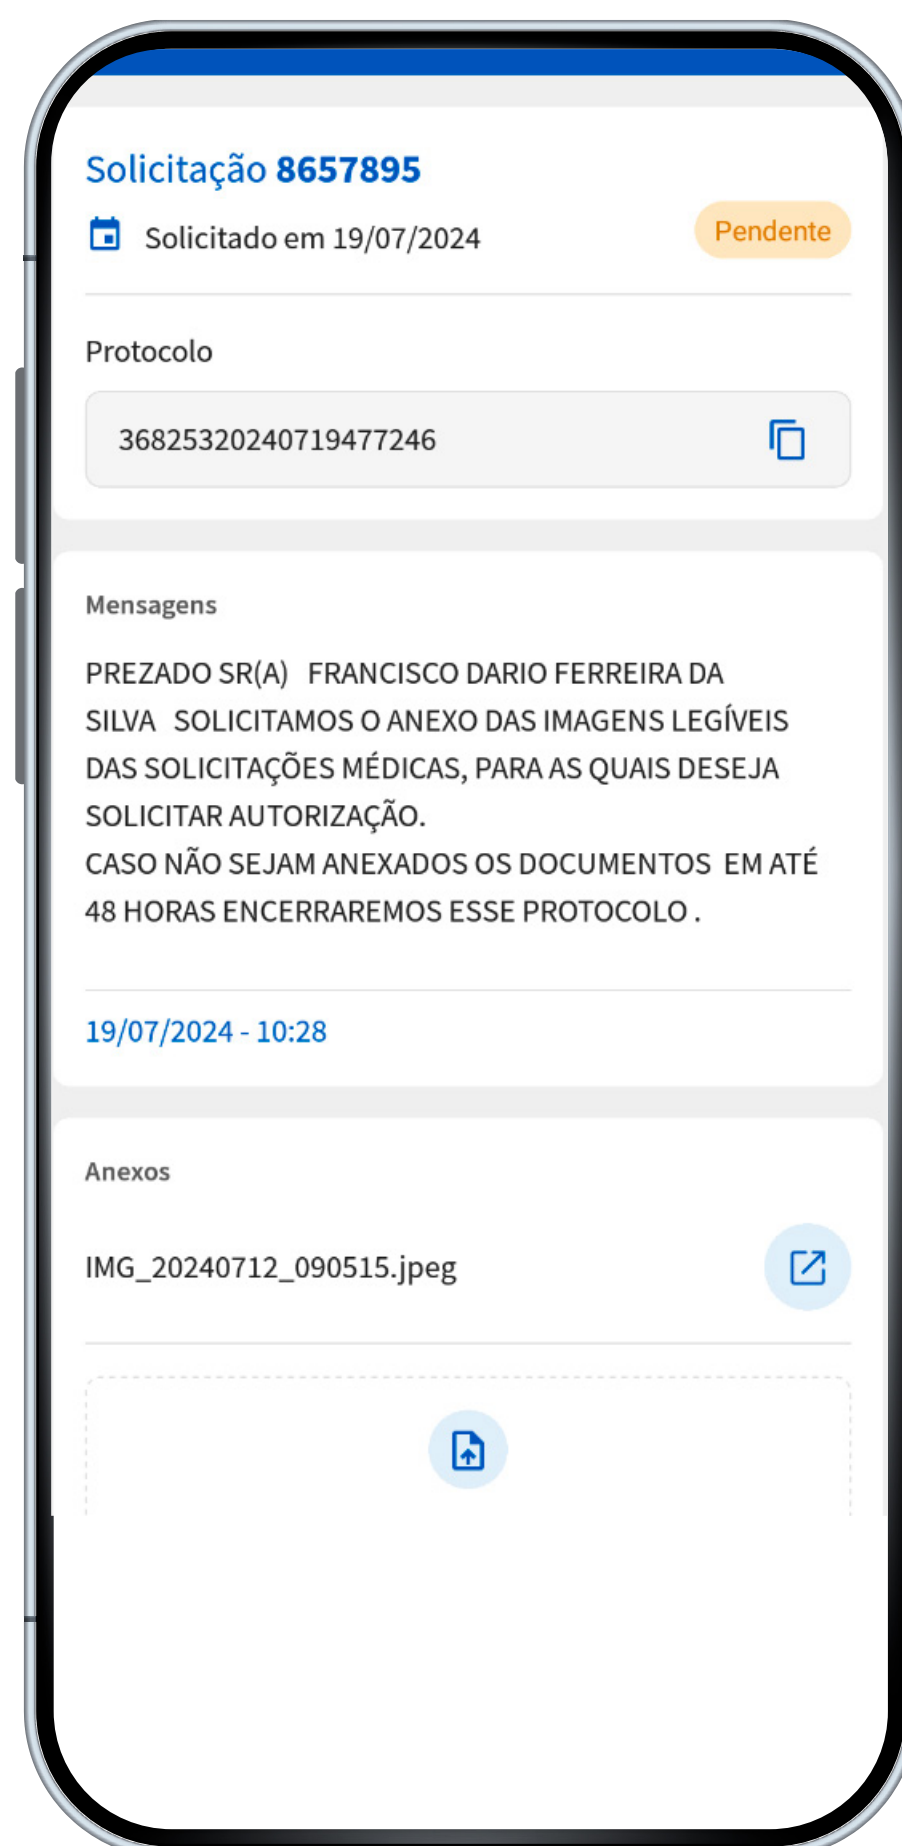 Solicitação 8657895
Solicitado em 19/07/2024
Pendente
Protocolo
36825320240719477246
Mensagens
PREZADO SR(A)   FRANCISCO DARIO FERREIRA DA
SILVA   SOLICITAMOS O ANEXO DAS IMAGENS LEGÍVEIS
DAS SOLICITAÇÕES MÉDICAS, PARA AS QUAIS DESEJA
SOLICITAR AUTORIZAÇÃO.
CASO NÃO SEJAM ANEXADOS OS DOCUMENTOS  EM ATÉ
48 HORAS ENCERRAREMOS ESSE PROTOCOLO .
19/07/2024 - 10:28
Anexos
IMG_20240712_090515.jpeg